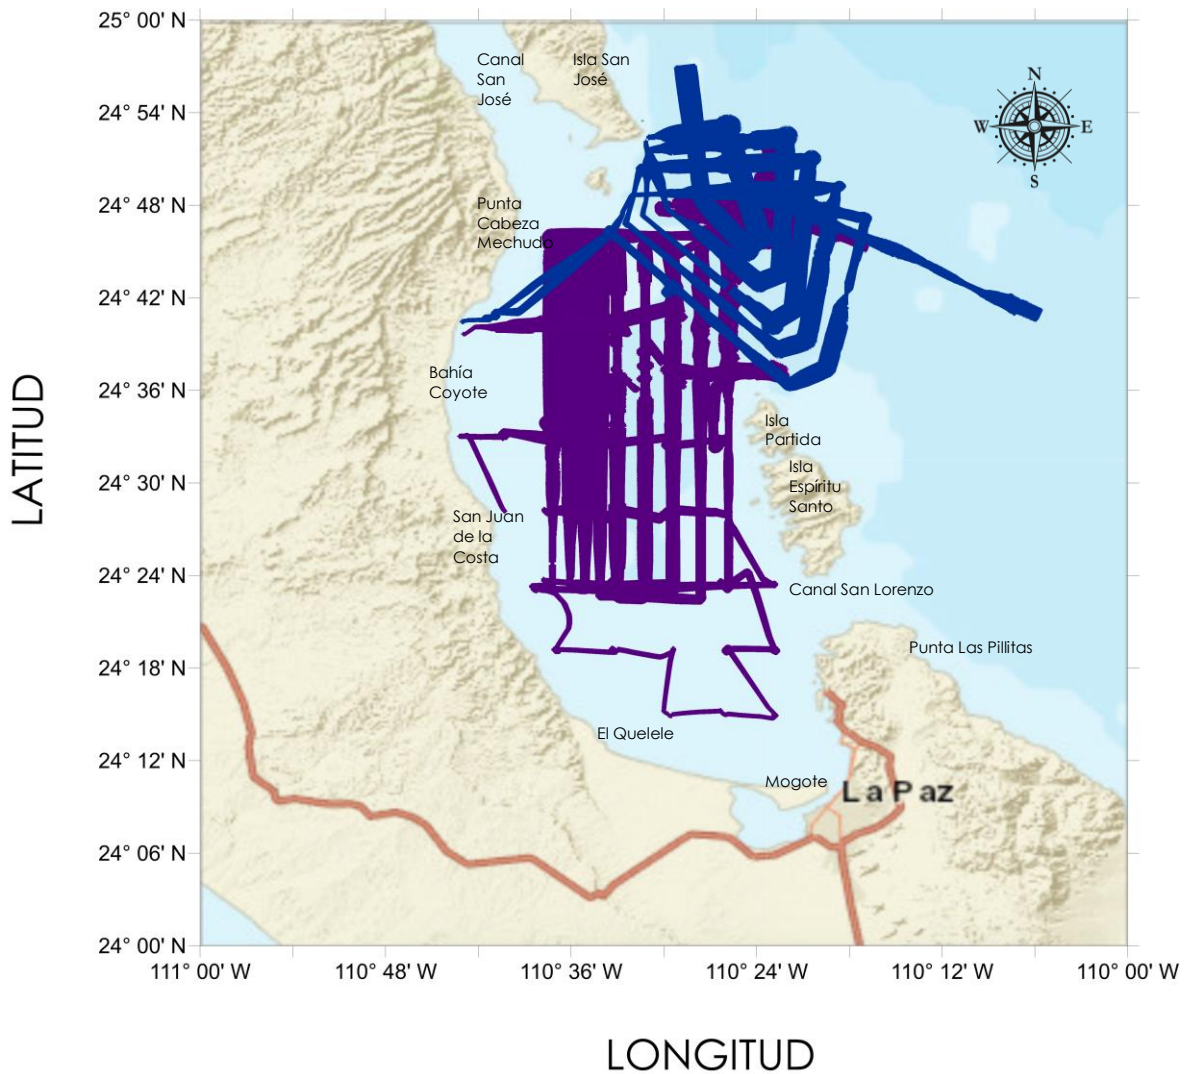 25° 00' N
24° 54' N
24° 48' N
24° 42' N
24° 36' N
24° 30' N
24° 24' N
24° 18' N
24° 12' N
24° 06' N
24° 00' N
LATITUD
Canal
San
José
Isla San
José
N
W
E
S
Punta
Cabeza
Mechudo
Bahía
Coyote
Isla
Partida
Isla
Espíritu
Santo
San Juan
de la
Costa
Canal San Lorenzo
Punta Las Pillitas
El Quelele
Mogote
La Paz
111° 00' W
110° 48' W
110° 36' W
110° 24' W
110° 12' W
110° 00' W
LONGITUD